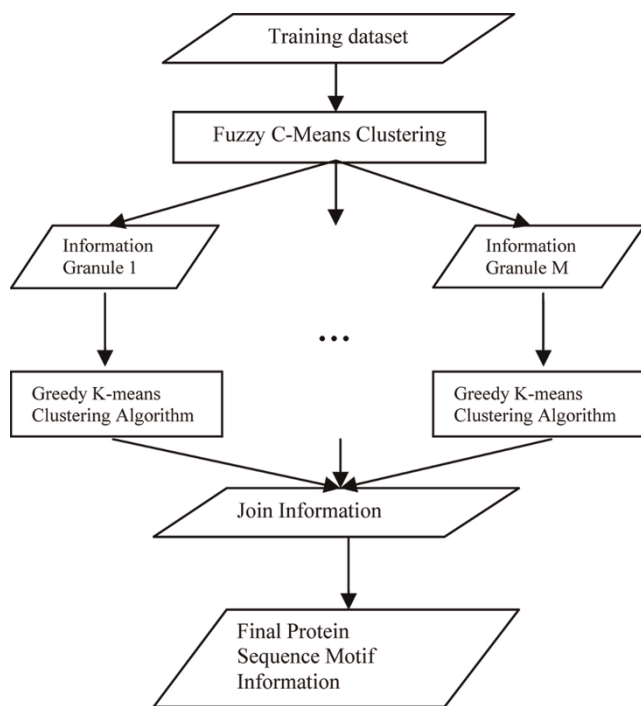 Training dataset
Fuzzy C-Means Clustering
Information
Granule 1
Information
Granule M
...
Greedy K-means
Clustering Algorithm
Greedy K-means
Clustering Algorithm
Join Information
Final Protein
Sequence Motif
Information